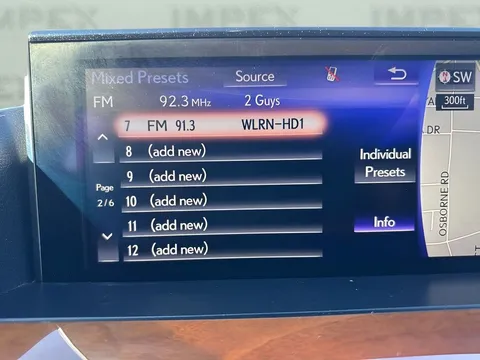 IMPEX
IMPEX
Mixed Presets
Source
SW
FM
92.3 MHz
2 Guys
300ft
7 FM 91.3 WLRN-HD1
DR
8 (add new)
Individual
Presets
9 (add new)
Page
2/6
10 (add new)
OSBORNE RD
11 (add new)
Info
12 (add new)